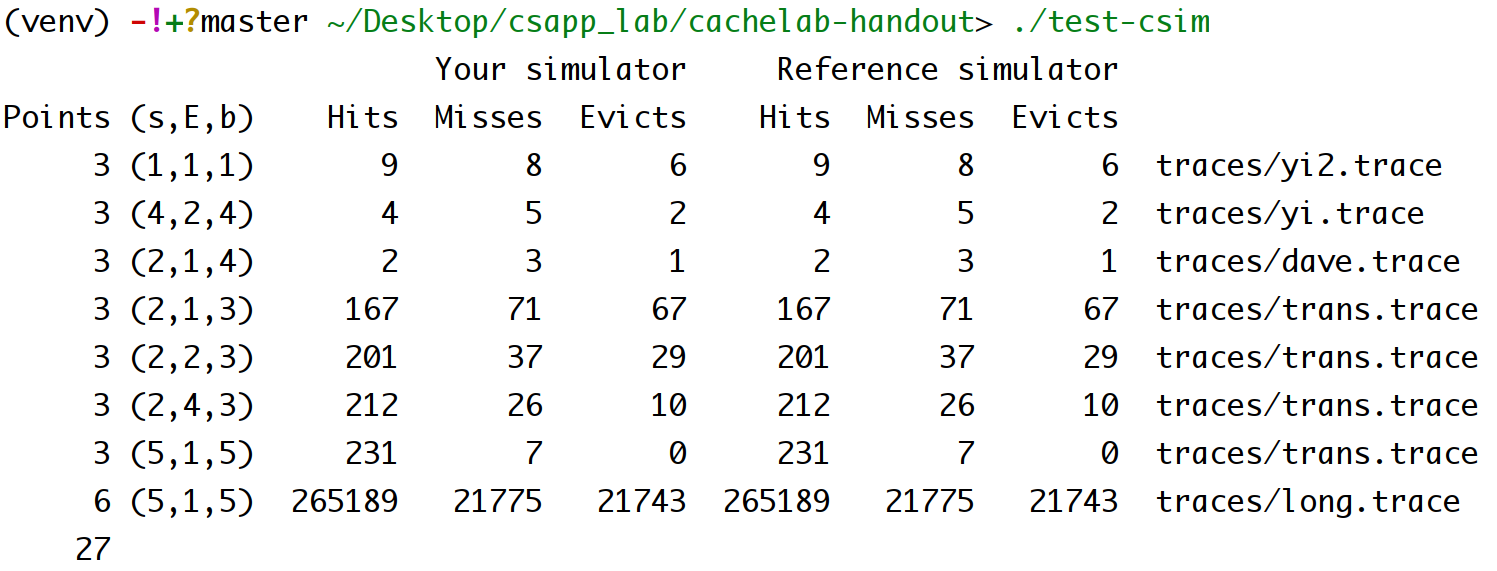 (venv) -!+?master ~/Desktop/csapp_lab/cachelab-handout> ./test-csim
Your simulator Reference simulator
Points (s,E,b) Hits Misses Evicts Hits Misses Evicts
3 (1,1,1) 9 8 6 9 8 6 traces/yi2.trace
3 (4,2,4) 4 5 2 4 5 2 traces/yi.trace
3 (2,1,4) 2 3 1 2 3 1 traces/dave.trace
3 (2,1,3) 167 71 67 167 71 67 traces/trans.trace
3 (2,2,3) 201 37 29 201 37 29 traces/trans.trace
3 (2,4,3) 212 26 10 212 26 10 traces/trans.trace
3 (5,1,5) 231 7 0 231 7 0 traces/trans.trace
6 (5,1,5) 265189 21775 21743 265189 21775 21743 traces/long.trace
27